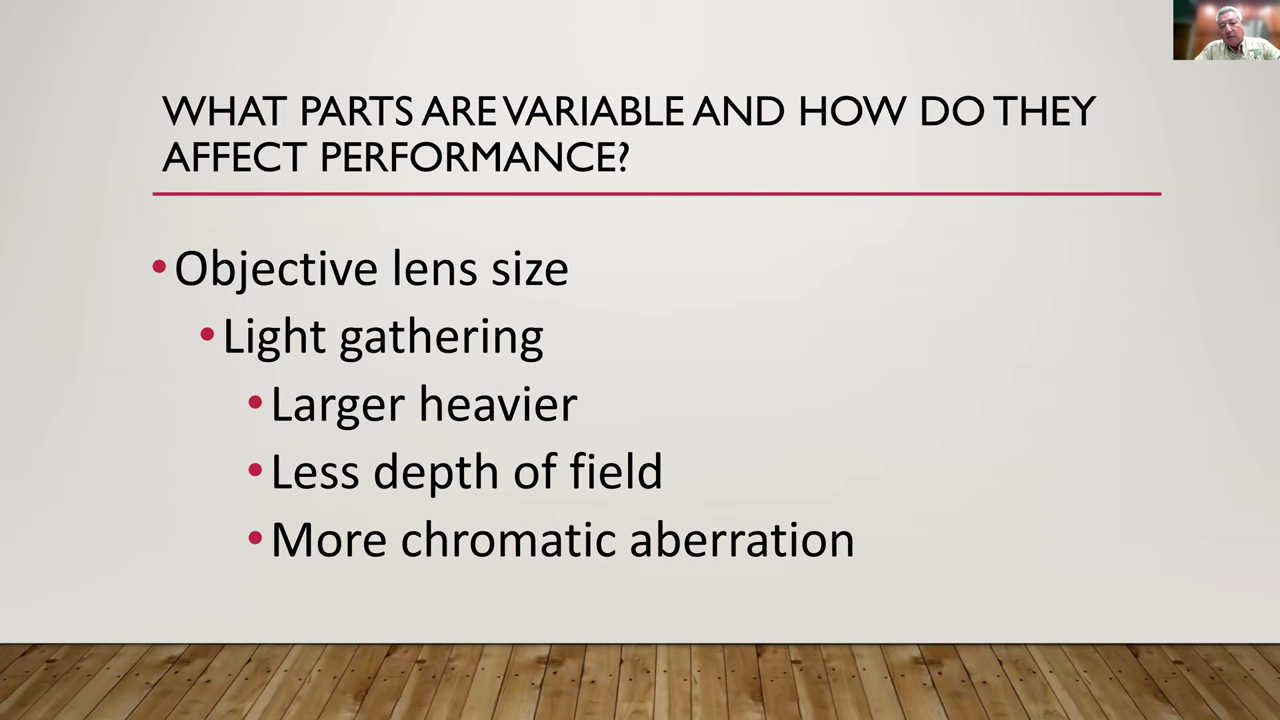 WHAT PARTS ARE VARIABLE AND HOW DO THEY
AFFECT PERFORMANCE?
•Objective lens size
•Light gathering
•Larger heavier
•Less depth of field
•More chromatic aberration